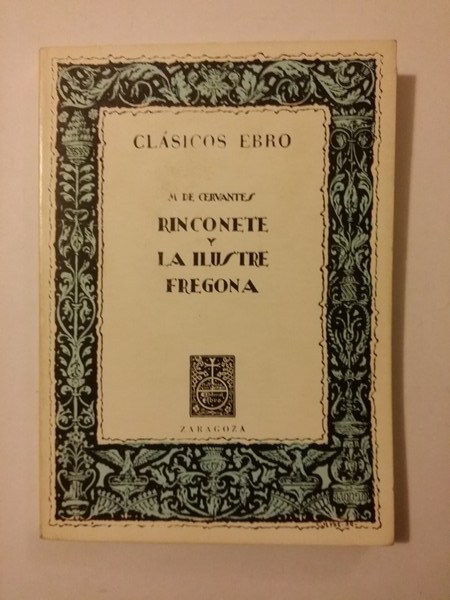 CLÁSICOS EBRO
M. DE CERVANTES
RINCONETE
Y
LA ILUSTRE
FREGONA
ZARAGOZA